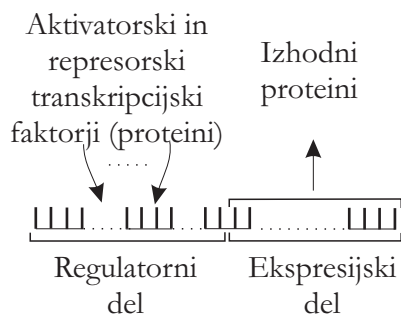 Aktivatorski in
represorski
transkripcijski
faktorji (proteini)
Izhodni
proteini
Regulatorni
del
Ekspresijski
del